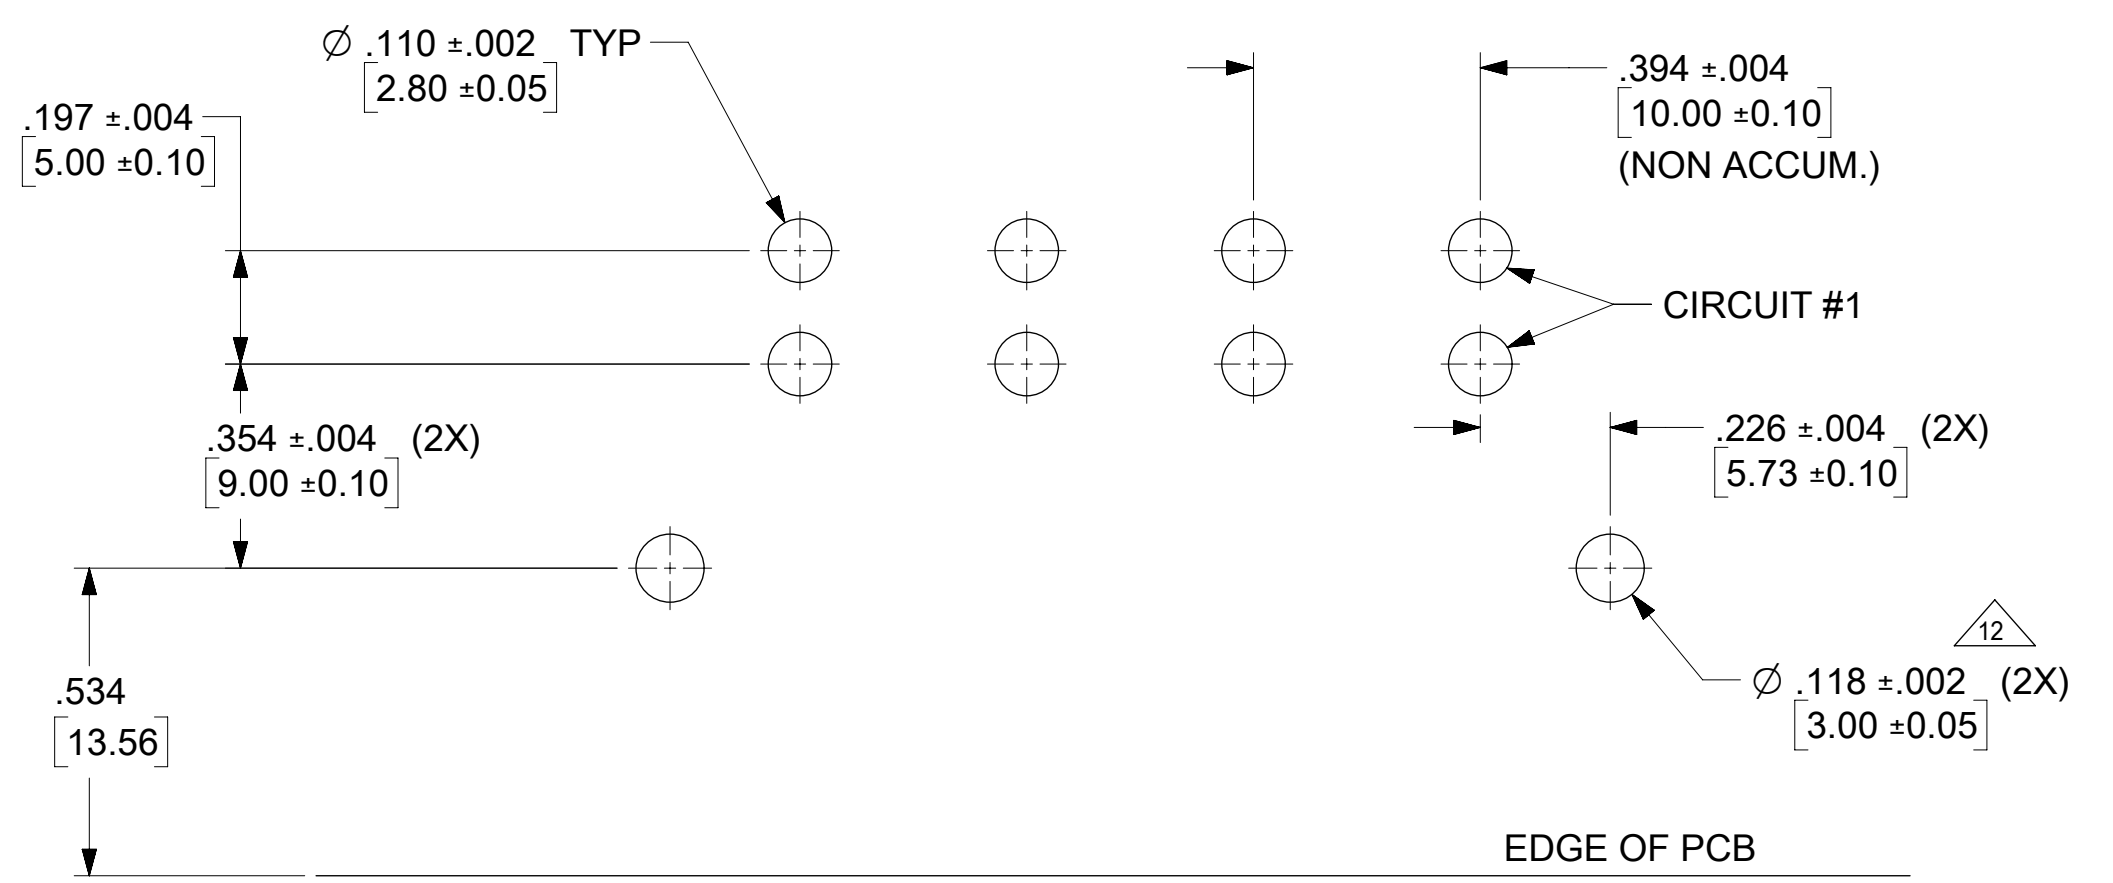 ∅ .110 ±.002 TYP
[2.80 ±0.05]
.394 ±.004
[10.00 ±0.10]
(NON ACCUM.)
.197 ±.004
[5.00 ±0.10]
CIRCUIT #1
.354 ±.004 (2X)
[9.00 ±0.10]
.226 ±.004 (2X)
[5.73 ±0.10]
12
∅ .118 ±.002 (2X)
[3.00 ±0.05]
.534
[13.56]
EDGE OF PCB